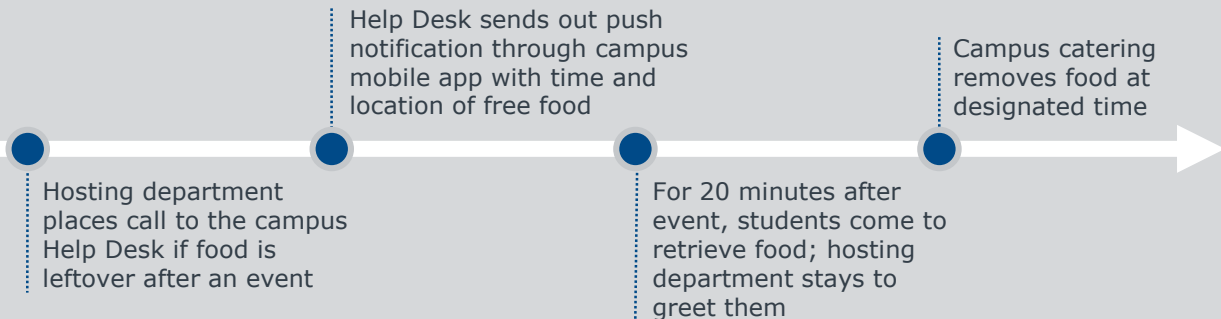 Hosting department
places call to the campus
Help Desk if food is
leftover after an event
Help Desk sends out push
notification through campus
mobile app with time and
location of free food
For 20 minutes after
event, students come to
retrieve food; hosting
department stays to
greet them
Campus catering
removes food at
designated time